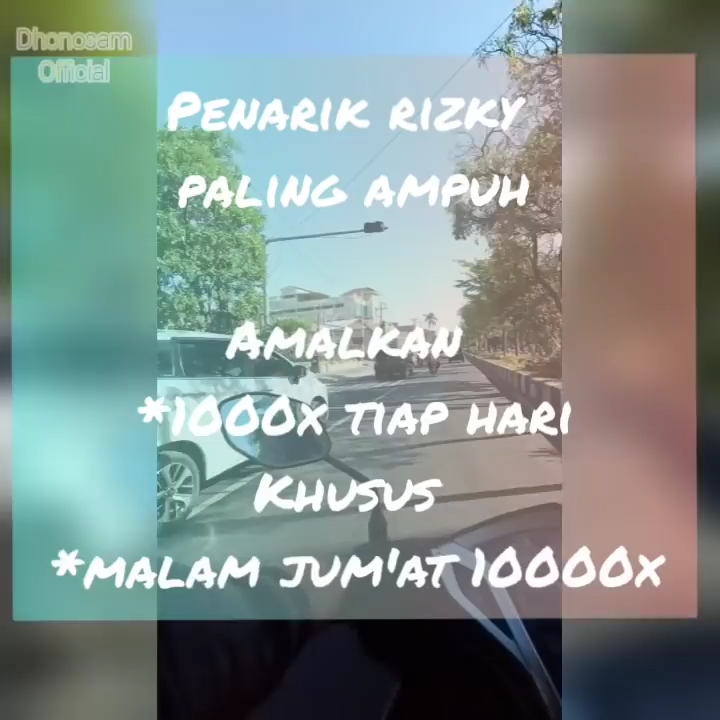 Dhonosam
Official
Penarik rizky
paling ampuh
Amalkan
*1000x tiap hari
Khusus
*malam jum'at 10000x